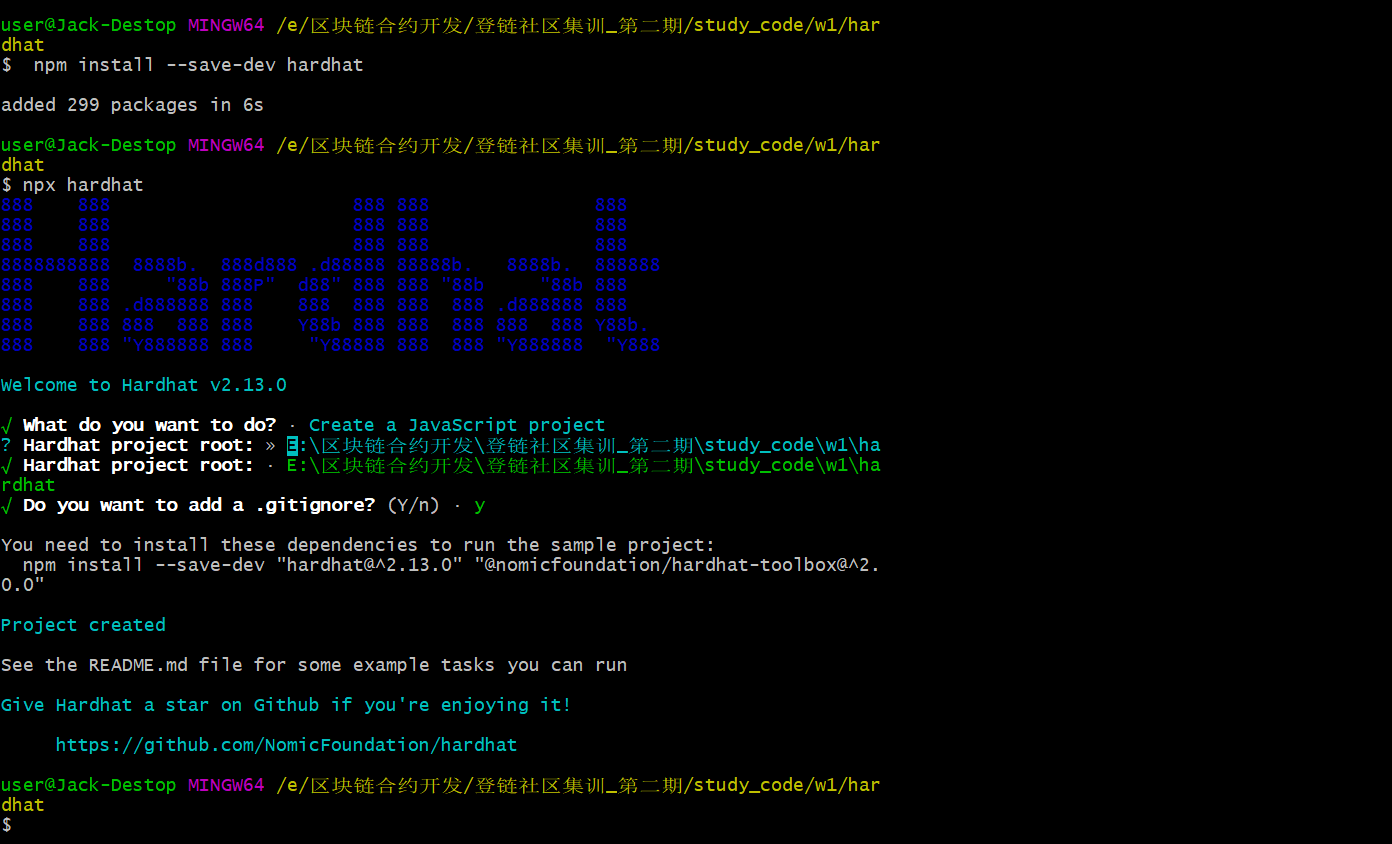 user@Jack-Destop MINGW64 /e/区块链合约开发/登链社区集训_第二期/study_code/w1/har
dhat
$  npm install --save-dev hardhat
added 299 packages in 6s
user@Jack-Destop MINGW64 /e/区块链合约开发/登链社区集训_第二期/study_code/w1/har
dhat
$ npx hardhat
888    888                      888 888               888
888    888                      888 888               888
888    888                      888 888               888
8888888888  8888b.  888d888 .d88888 88888b.   8888b.  888888
888    888     "88b 888P"  d88" 888 888 "88b     "88b 888
888    888 .d888888 888    888  888 888  888 .d888888 888
888    888 888  888 888    Y88b 888 888  888 888  888 Y88b.
888    888 "Y888888 888     "Y88888 888  888 "Y888888  "Y888
Welcome to Hardhat v2.13.0
√ What do you want to do? · Create a JavaScript project
? Hardhat project root: » E:\区块链合约开发\登链社区集训_第二期\study_code\w1\ha
√ Hardhat project root: · E:\区块链合约开发\登链社区集训_第二期\study_code\w1\ha
rdhat
√ Do you want to add a .gitignore? (Y/n) · y
You need to install these dependencies to run the sample project:
  npm install --save-dev "hardhat@^2.13.0" "@nomicfoundation/hardhat-toolbox@^2.
0.0"
Project created
See the README.md file for some example tasks you can run
Give Hardhat a star on Github if you're enjoying it!
     https://github.com/NomicFoundation/hardhat
user@Jack-Destop MINGW64 /e/区块链合约开发/登链社区集训_第二期/study_code/w1/har
dhat
$